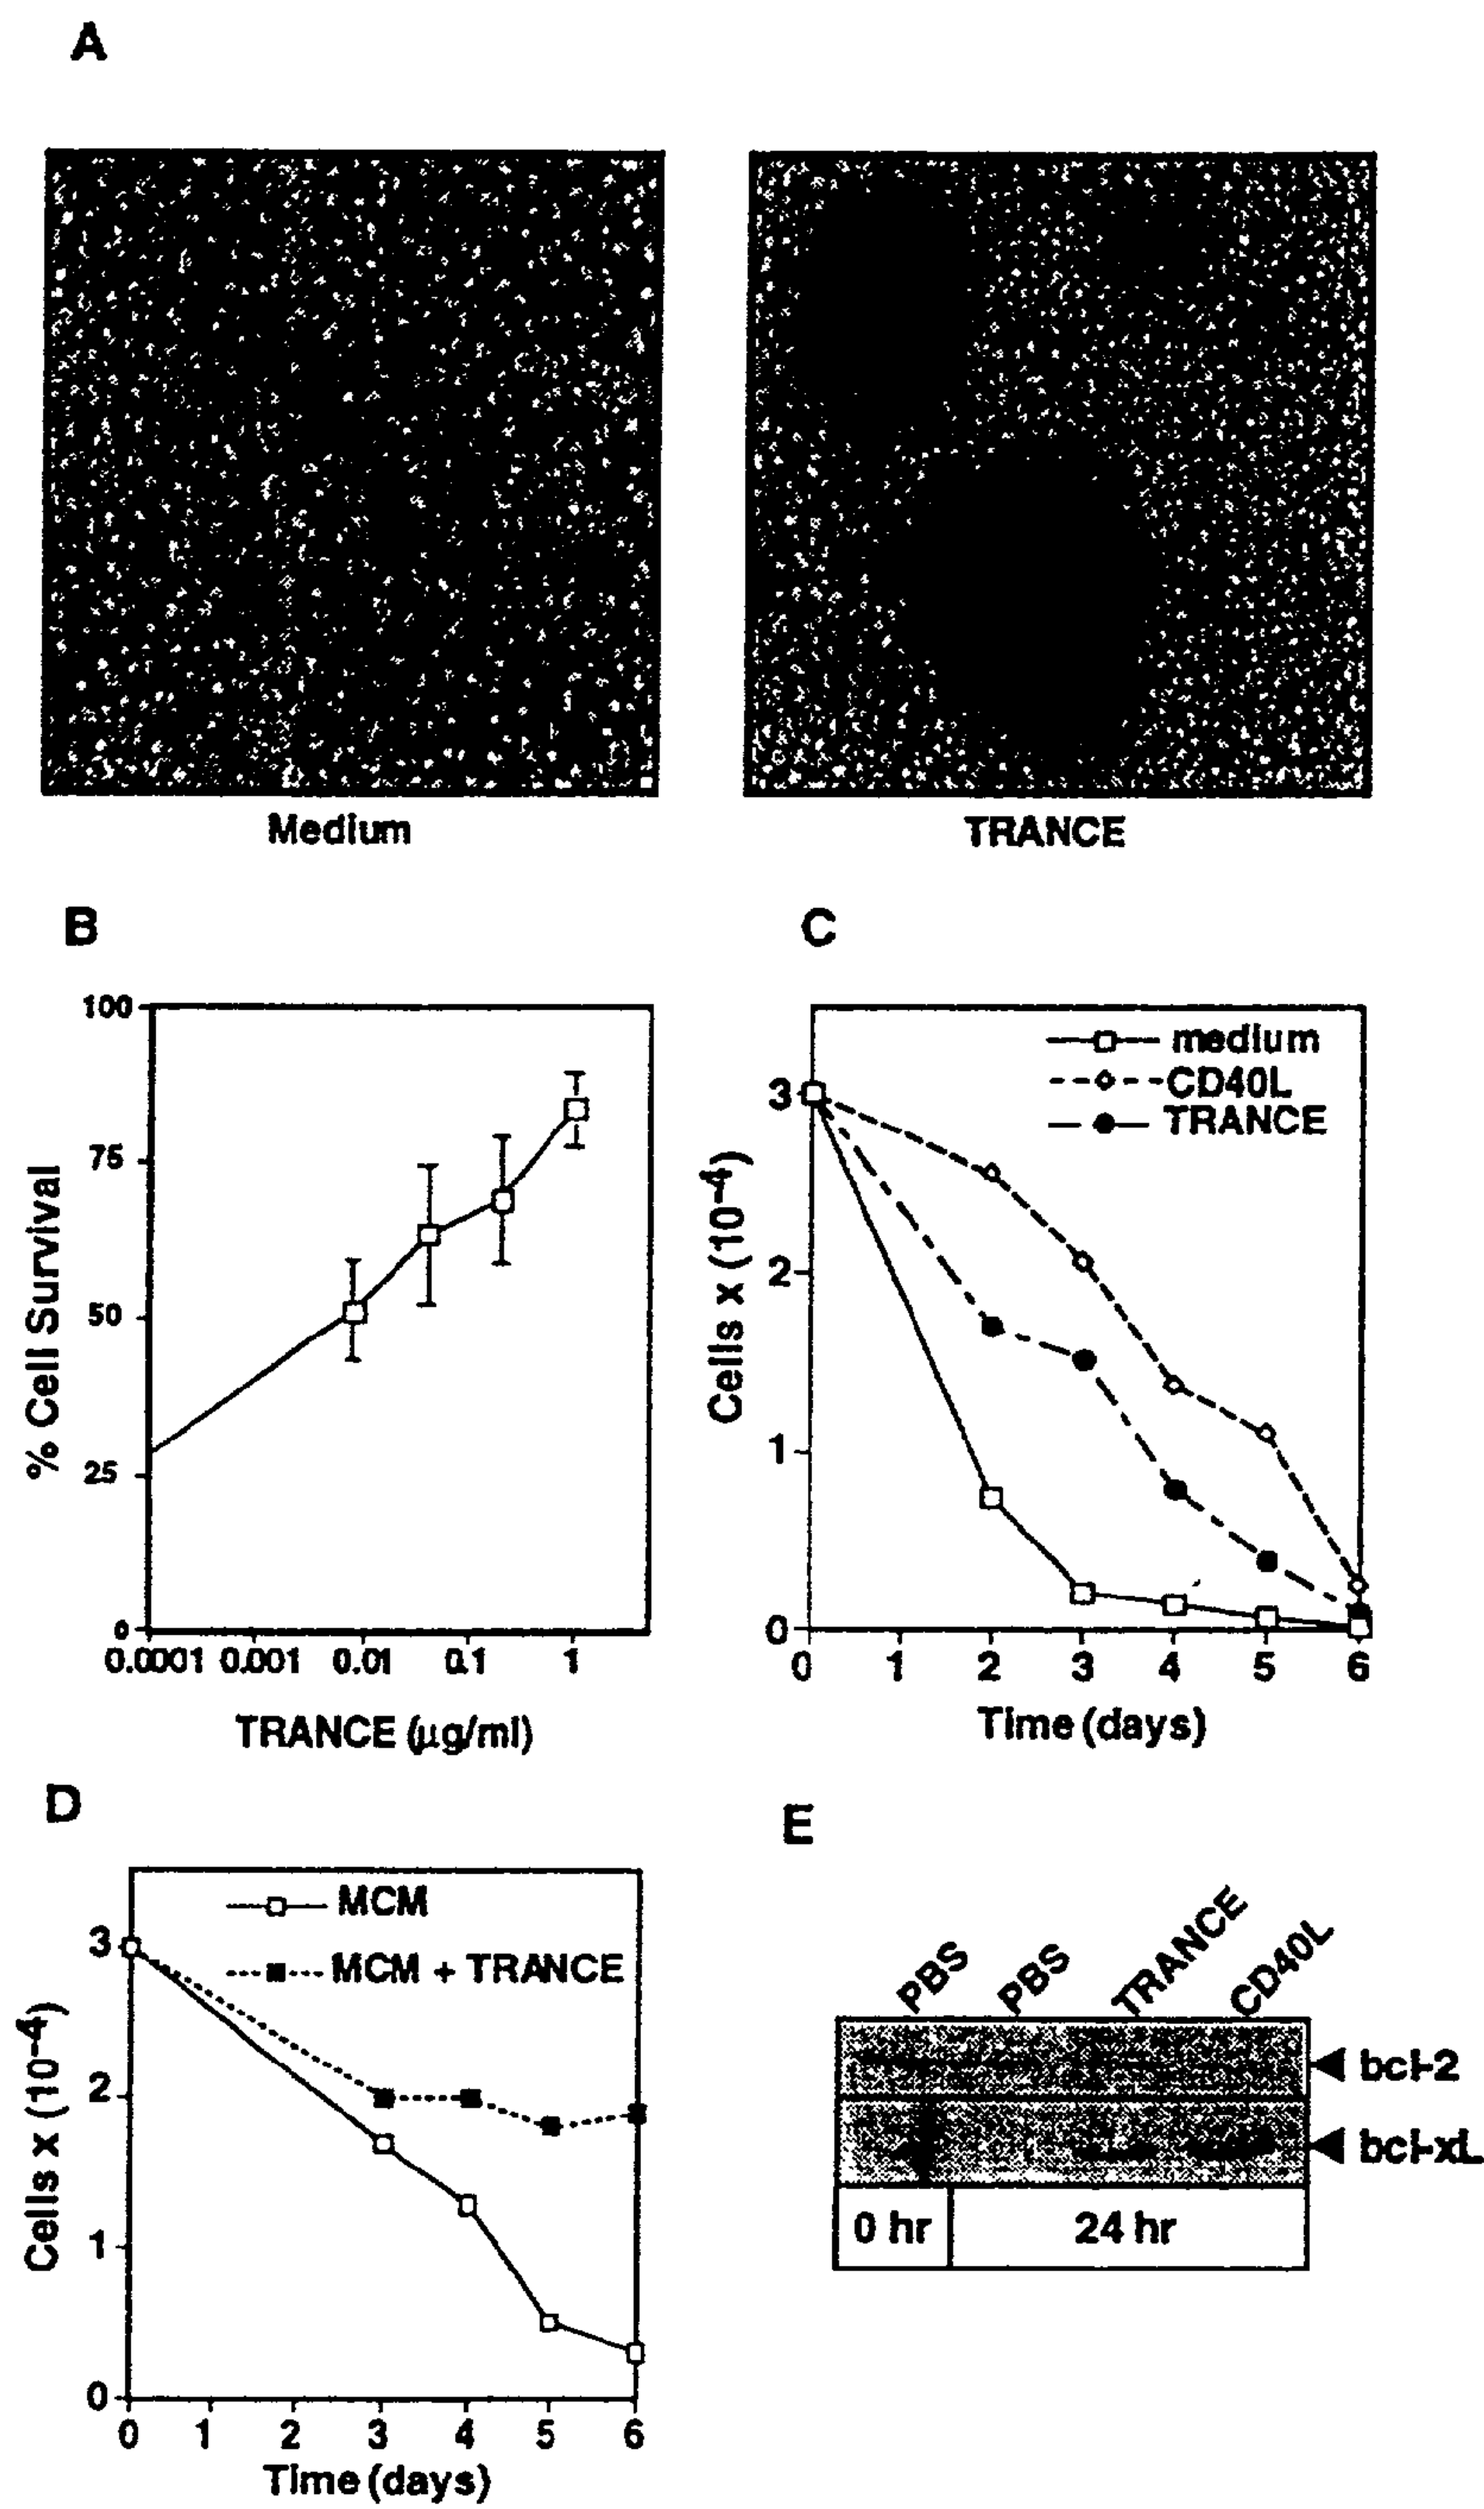 A
Medium
TRANCE
B
100
75
50
25
0
% Cell Survival
0.0001 0.001 0.01 0.1 1
TRANCE (µg/ml)
C
medium
CD40L
TRANCE
3
2
1
0
Cells x (10⁻⁴)
0 1 2 3 4 5 6
Time (days)
D
MCM
MCM + TRANCE
3
2
1
0
Cells x (10⁻⁴)
0 1 2 3 4 5 6
Time (days)
E
PBS PBS TRANCE CD40L
bcl-2
bcl-xL
0 hr 24 hr